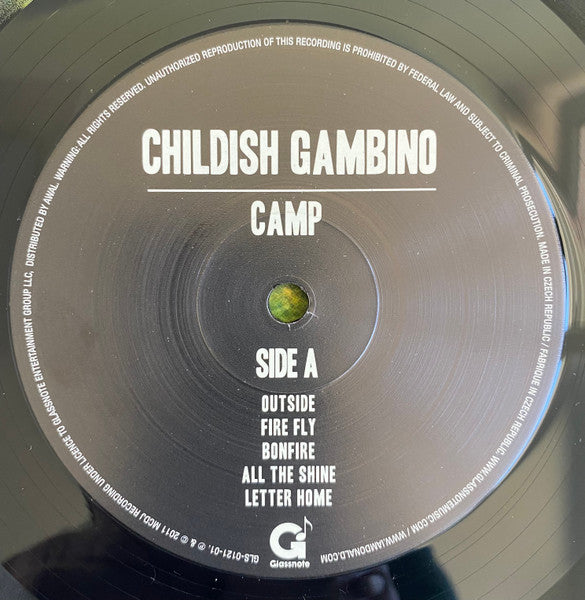 CHILDISH GAMBINO
CAMP
SIDE A
OUTSIDE
FIRE FLY
BONFIRE
ALL THE SHINE
LETTER HOME
G
Glassnote
GLS-0121-01. ℗ & © 2011 MCDJ RECORDING UNDER LICENCE TO GLASSNOTE ENTERTAINMENT GROUP LLC, DISTRIBUTED BY AWAL. WARNING: ALL RIGHTS RESERVED. UNAUTHORIZED REPRODUCTION OF THIS RECORDING IS PROHIBITED BY FEDERAL LAW AND SUBJECT TO CRIMINAL PROSECUTION. MADE IN CZECH REPUBLIC / FABRIQUE IN CZECH REPUBLIC. WWW.GLASSNOTEMUSIC.COM / WWW.IAMDONALD.COM